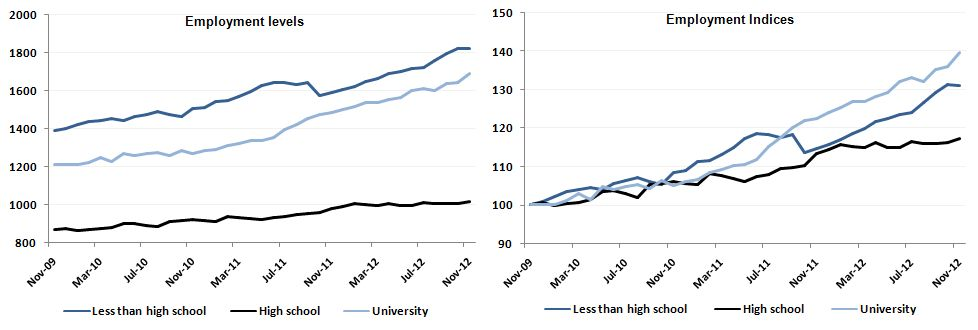 Employment levels
2000
1800
1600
1400
1200
1000
800
Nov-09
Mar-10
Jul-10
Nov-10
Mar-11
Jul-11
Nov-11
Mar-12
Jul-12
Nov-12
Less than high school High school University
Employment Indices
150
140
130
120
110
100
90
Nov-09
Mar-10
Jul-10
Nov-10
Mar-11
Jul-11
Nov-11
Mar-12
Jul-12
Nov-12
Less than high school High school University